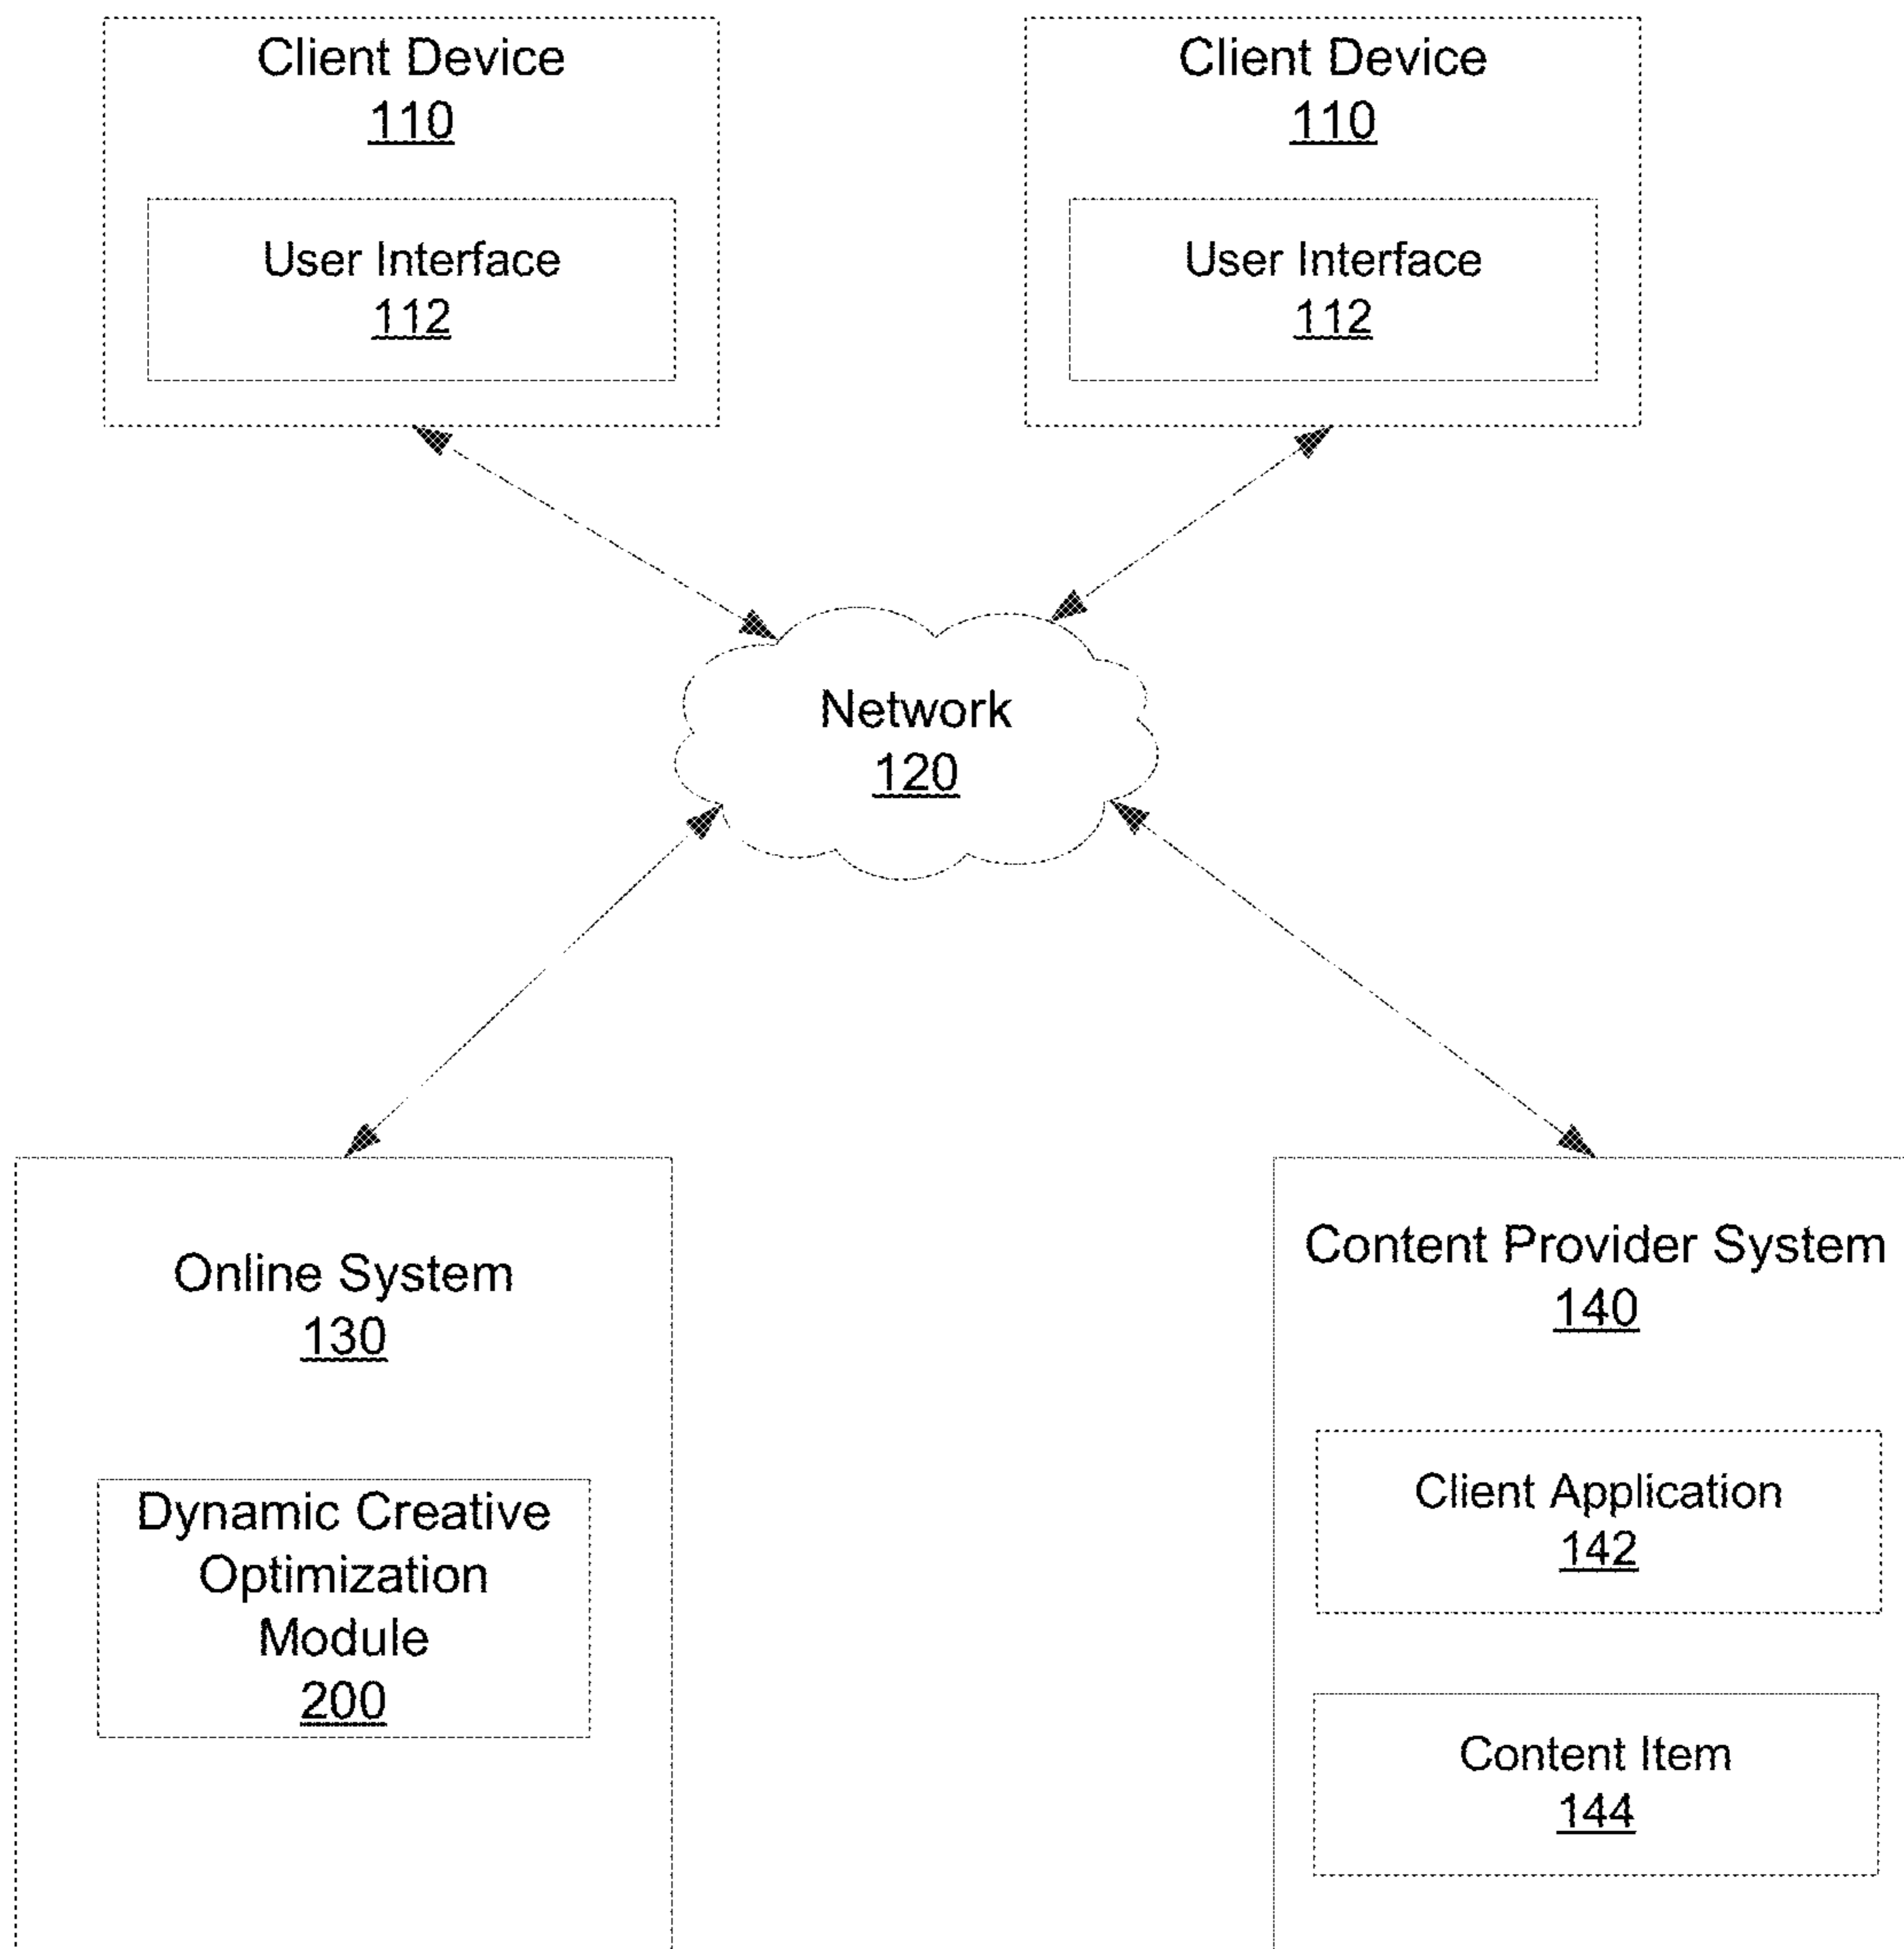 Client Device
110
User Interface
112
Client Device
110
User Interface
112
Network
120
Online System
130
Dynamic Creative
Optimization
Module
200
Content Provider System
140
Client Application
142
Content Item
144